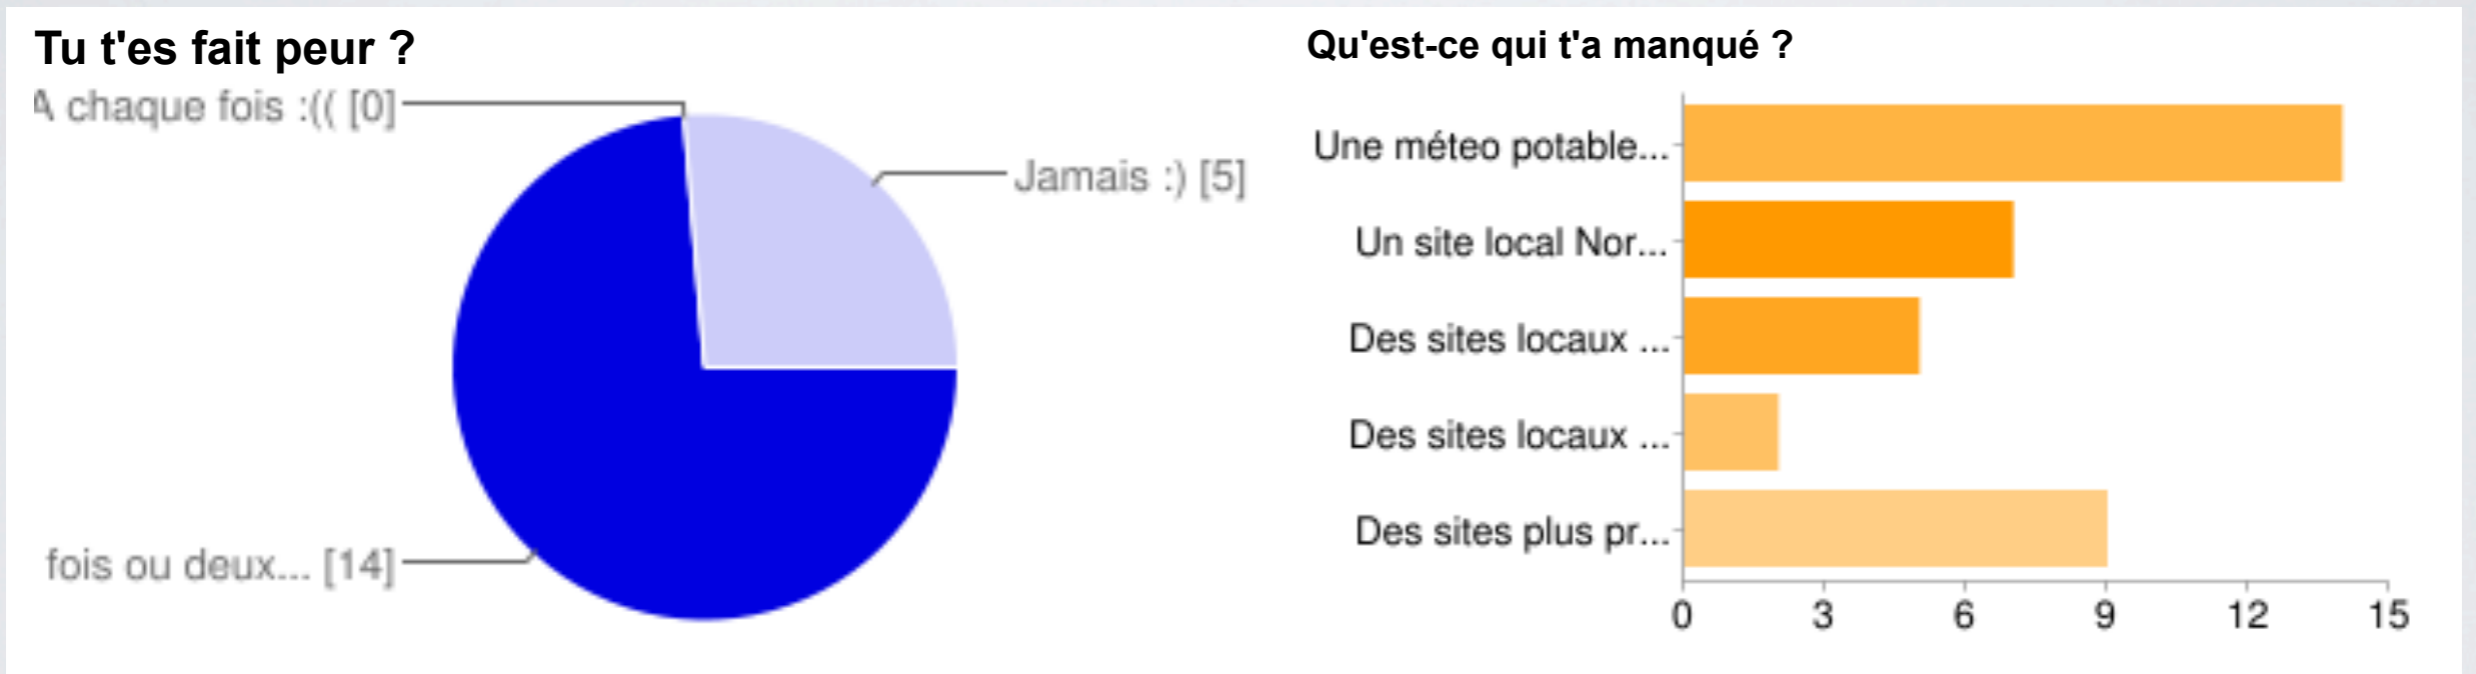 Tu t'es fait peur ?
A chaque fois :(( [0]
Jamais :) [5]
fois ou deux... [14]
Qu'est-ce qui t'a manqué ?
Une méteo potable...
Un site local Nor...
Des sites locaux ...
Des sites locaux ...
Des sites plus pr...
0 3 6 9 12 15